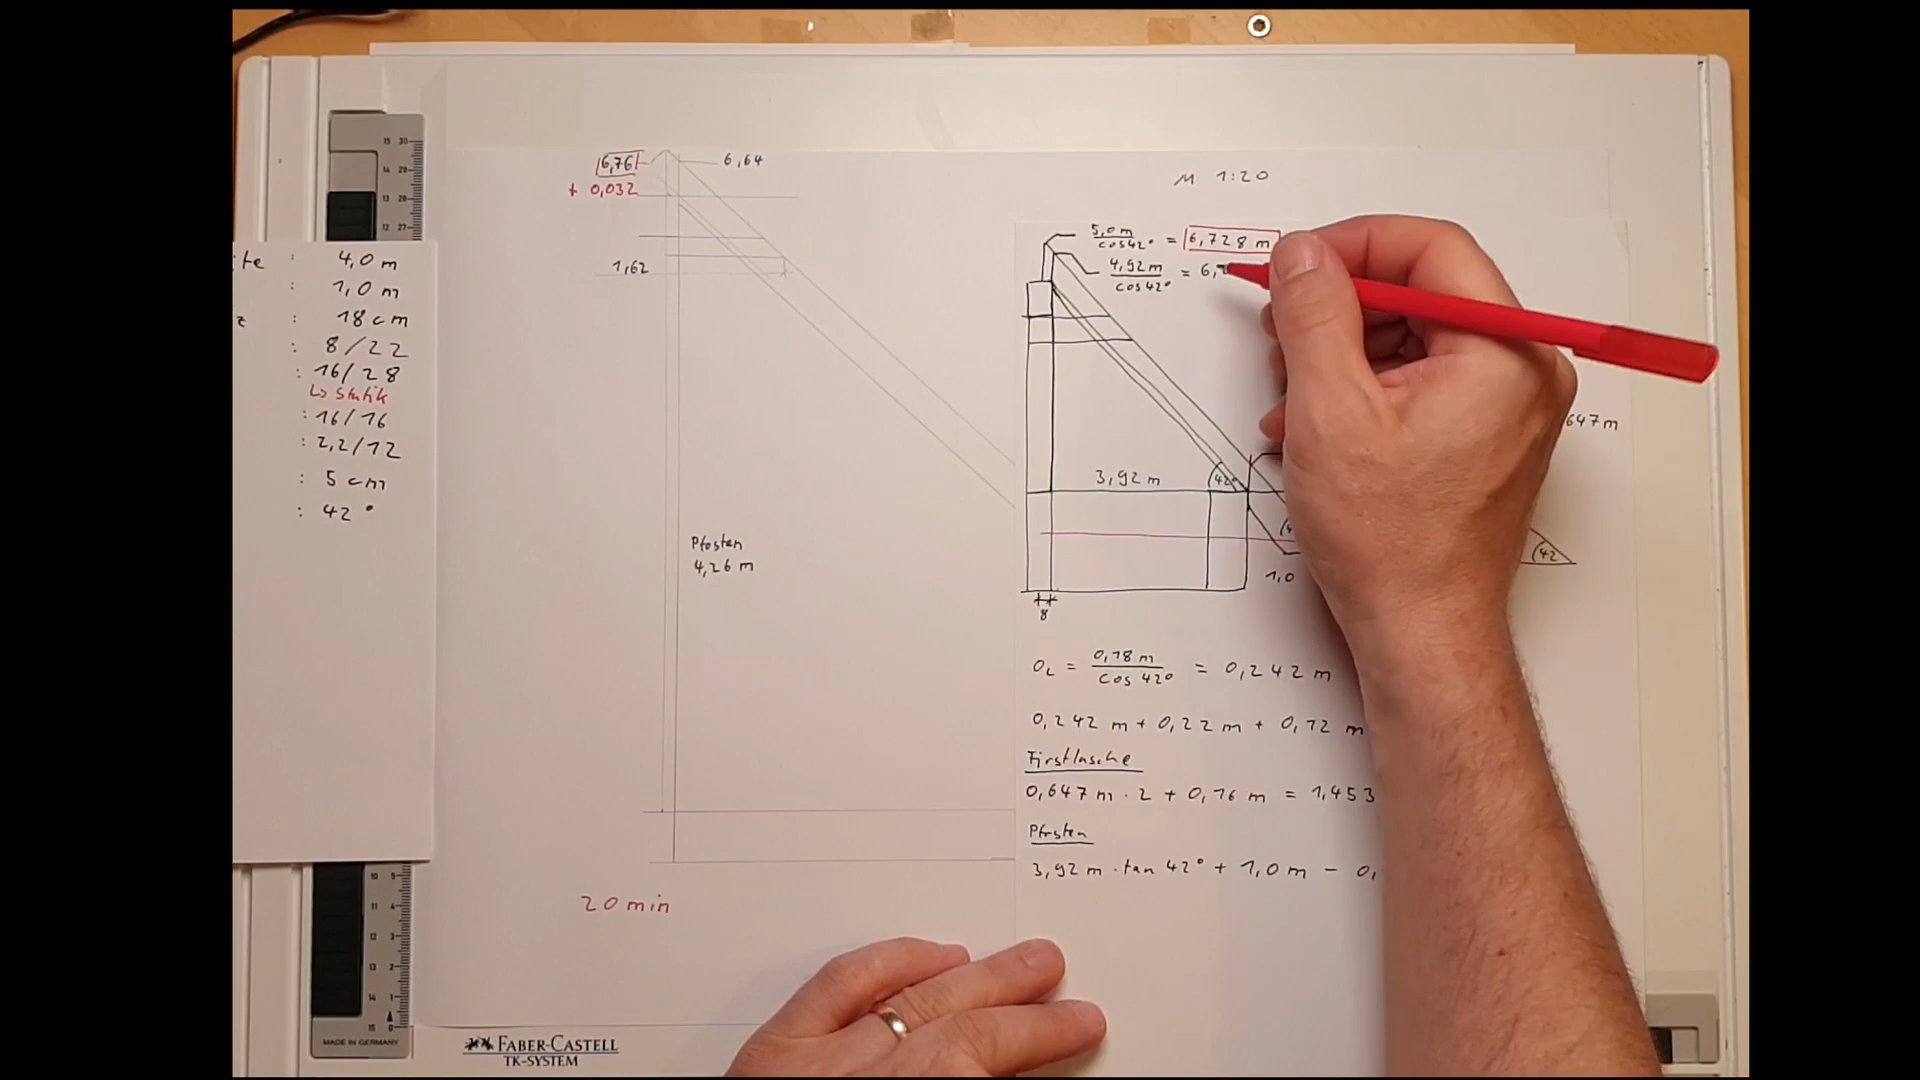 ite : 4,0 m
: 1,0 m
z : 18 cm
: 8/22
: 16/28
↳ Statik
: 16/16
: 2,2/12
: 5 cm
: 42°
6,76
+ 0,032
6,64
1,62
Pfosten
4,26 m
20 min
M 1:20
5,0 m / cos 42° = 6,728 m
4,92 m / cos 42° = 6,
3,92 m
42°
647 m
42
1,0
8
0L = 0,18 m / cos 42° = 0,242 m
0,242 m + 0,22 m + 0,12 m
Firstlasche
0,647 m · 2 + 0,16 m = 1,453
Pfosten
3,92 m · tan 42° + 1,0 m − 0,
FABER-CASTELL
TK-SYSTEM
MADE IN GERMANY